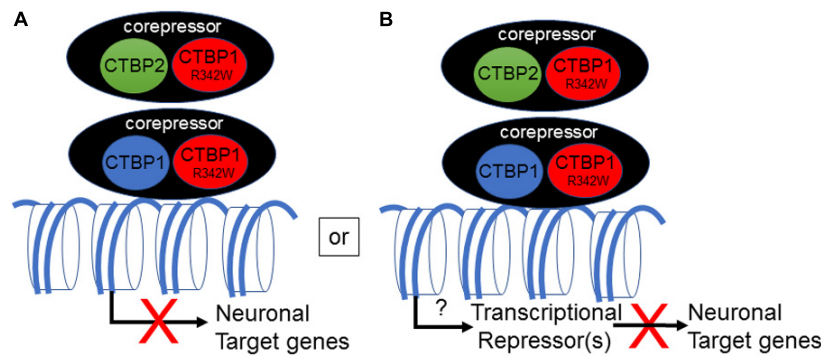 A
corepressor
CTBP2
CTBP1
R342W
corepressor
CTBP1
CTBP1
R342W
Neuronal
Target genes
or
B
corepressor
CTBP2
CTBP1
R342W
corepressor
CTBP1
CTBP1
R342W
?
Transcriptional
Repressor(s)
Neuronal
Target genes